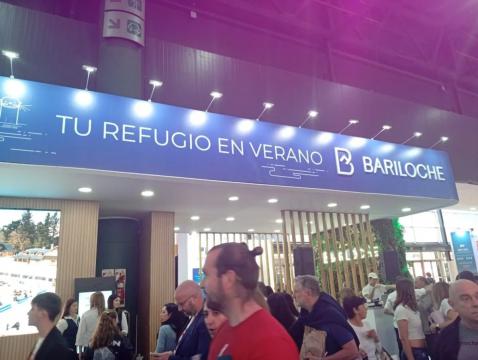 TU REFUGIO EN VERANO B BARILOCHE